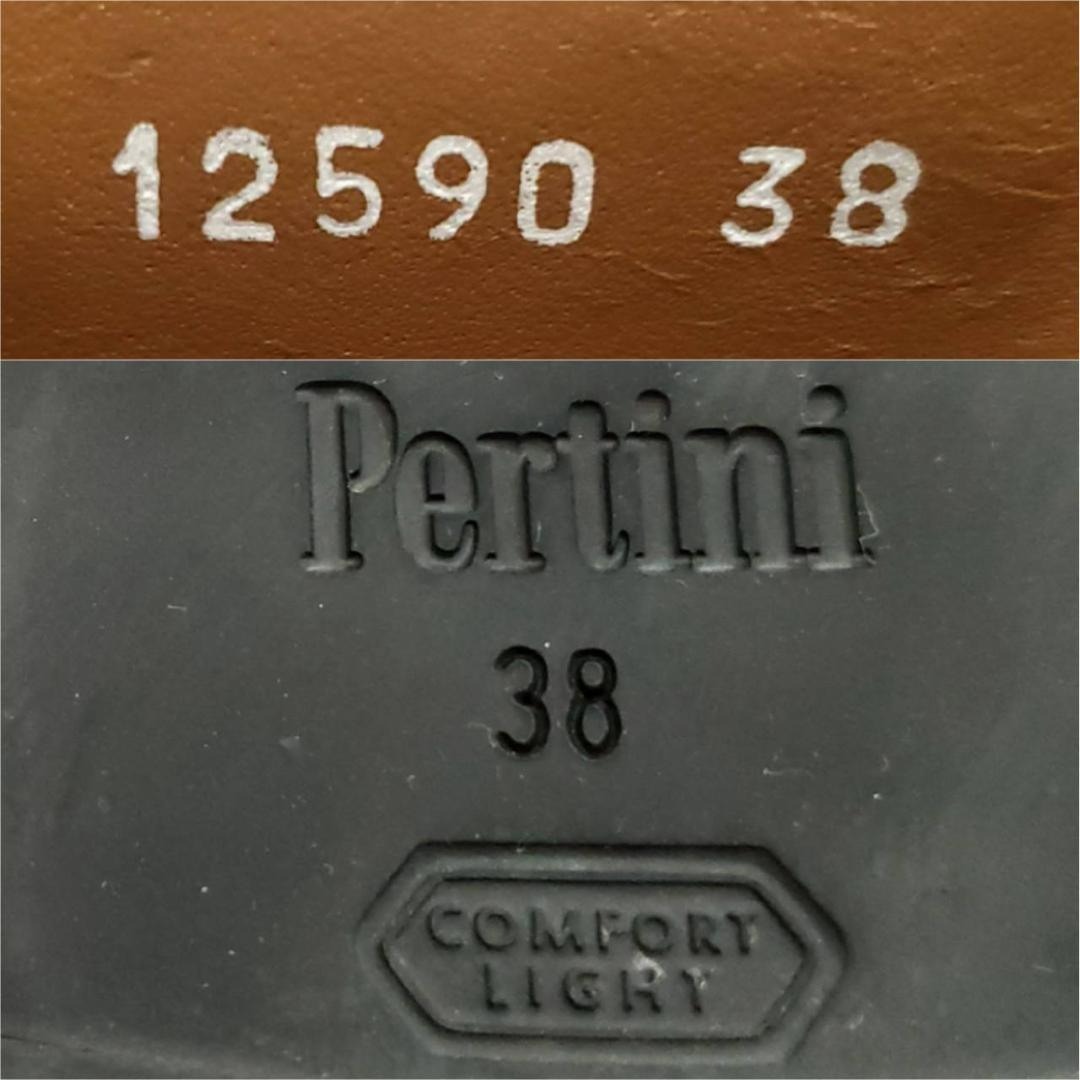 12590 38
Pertini
38
COMFORT
LIGHT